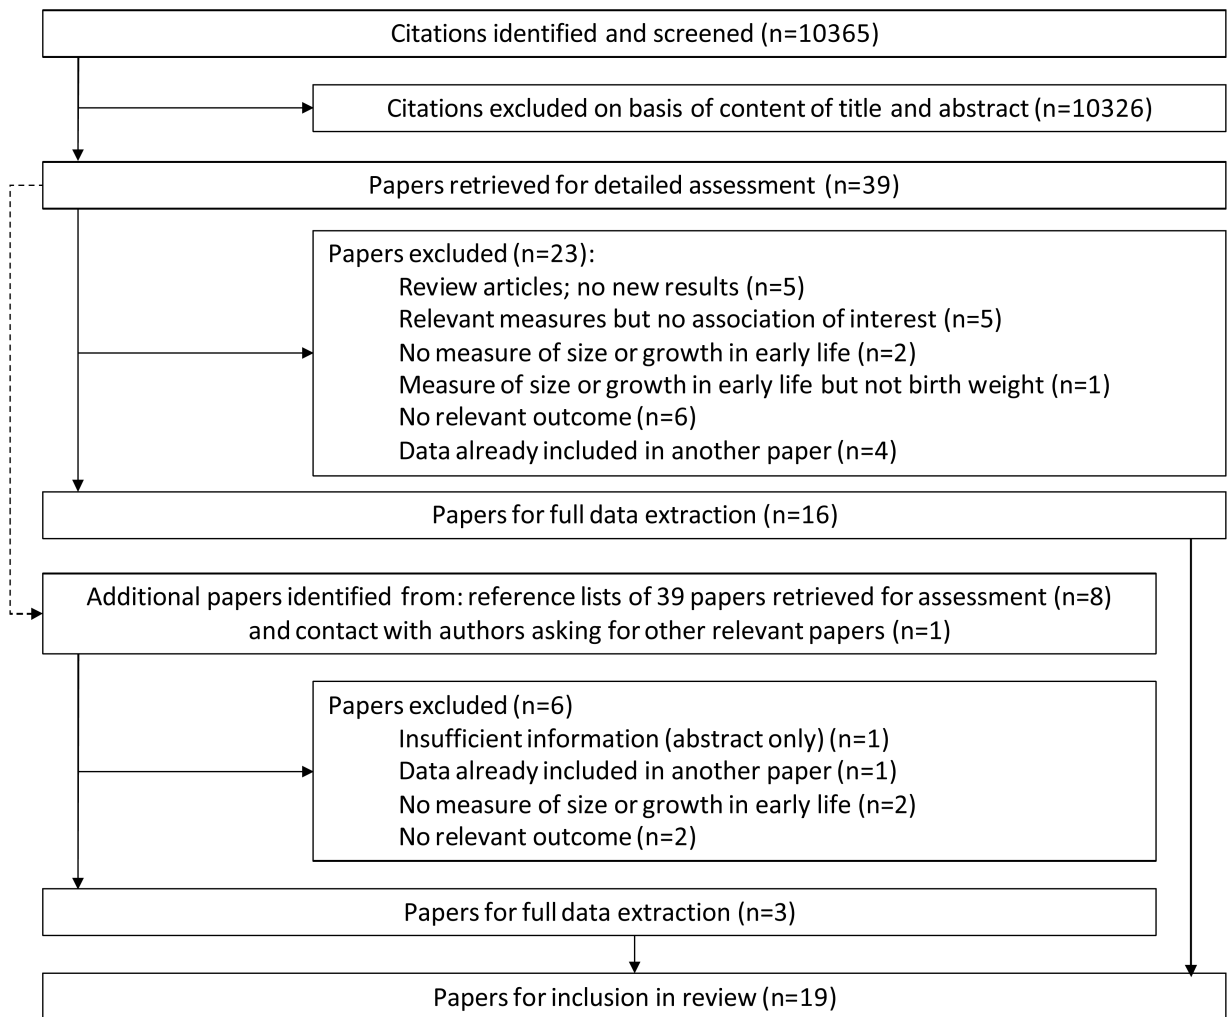 Citations identified and screened (n=10365)
Citations excluded on basis of content of title and abstract (n=10326)
Papers retrieved for detailed assessment (n=39)
Papers excluded (n=23):
Review articles; no new results (n=5)
Relevant measures but no association of interest (n=5)
No measure of size or growth in early life (n=2)
Measure of size or growth in early life but not birth weight (n=1)
No relevant outcome (n=6)
Data already included in another paper (n=4)
Papers for full data extraction (n=16)
Additional papers identified from: reference lists of 39 papers retrieved for assessment (n=8)
and contact with authors asking for other relevant papers (n=1)
Papers excluded (n=6)
Insufficient information (abstract only) (n=1)
Data already included in another paper (n=1)
No measure of size or growth in early life (n=2)
No relevant outcome (n=2)
Papers for full data extraction (n=3)
Papers for inclusion in review (n=19)